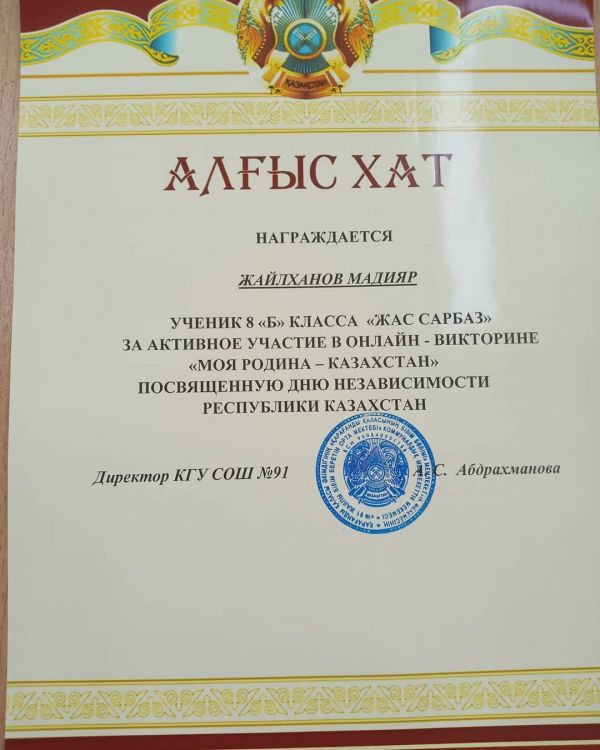 ҚАЗАҚСТАН
АЛҒЫС ХАТ
НАГРАЖДАЕТСЯ
ЖАЙЛХАНОВ МАДИЯР
УЧЕНИК 8 «Б» КЛАССА «ЖАС САРБАЗ»
ЗА АКТИВНОЕ УЧАСТИЕ В ОНЛАЙН - ВИКТОРИНЕ
«МОЯ РОДИНА – КАЗАХСТАН»
ПОСВЯЩЕННУЮ ДНЮ НЕЗАВИСИМОСТИ
РЕСПУБЛИКИ КАЗАХСТАН
Директор КГУ СОШ №91 А. С. Абдрахманова